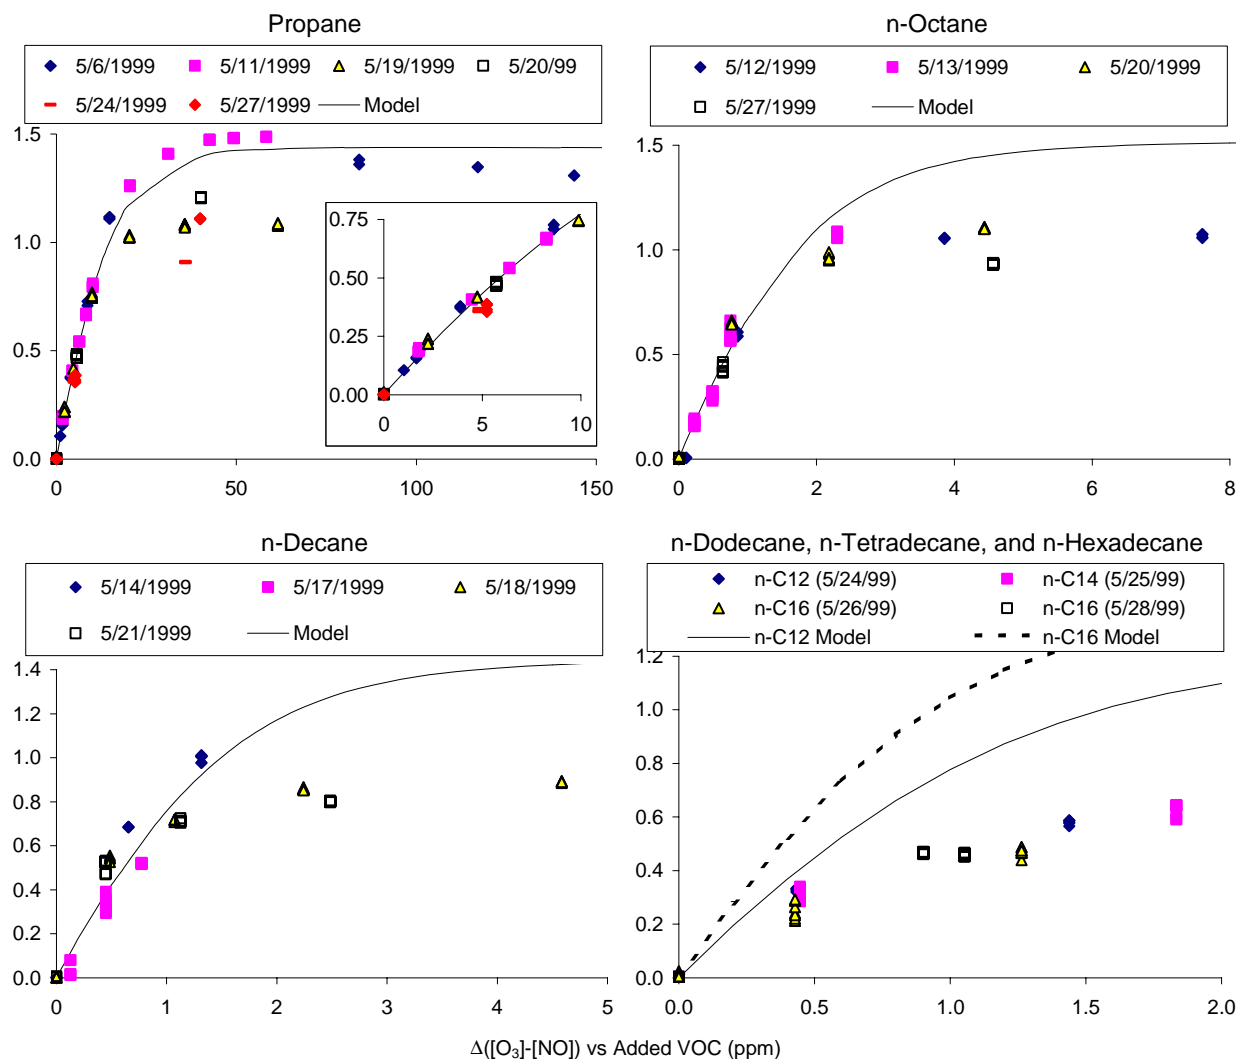 Propane
5/6/1999 5/11/1999 5/19/1999 5/20/99
5/24/1999 5/27/1999 Model
1.5
1.0
0.5
0.0
0 50 100 150
0.75
0.50
0.25
0.00
0 5 10
n-Octane
5/12/1999 5/13/1999 5/20/1999
5/27/1999 Model
1.5
1.0
0.5
0.0
0 2 4 6 8
n-Decane
5/14/1999 5/17/1999 5/18/1999
5/21/1999 Model
1.4
1.2
1.0
0.8
0.6
0.4
0.2
0.0
0 1 2 3 4 5
n-Dodecane, n-Tetradecane, and n-Hexadecane
n-C12 (5/24/99) n-C14 (5/25/99)
n-C16 (5/26/99) n-C16 (5/28/99)
n-C12 Model n-C16 Model
1.2
1.0
0.8
0.6
0.4
0.2
0.0
0.0 0.5 1.0 1.5 2.0
Δ([O₃]-[NO]) vs Added VOC (ppm)